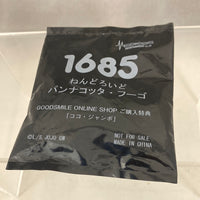 1685
ねんどろいど
パンナコッタ・フーゴ
GOODSMILE ONLINE SHOP ご購入特典
「ココ・ジャンボ」
NOT FOR SALE
MADE IN CHINA